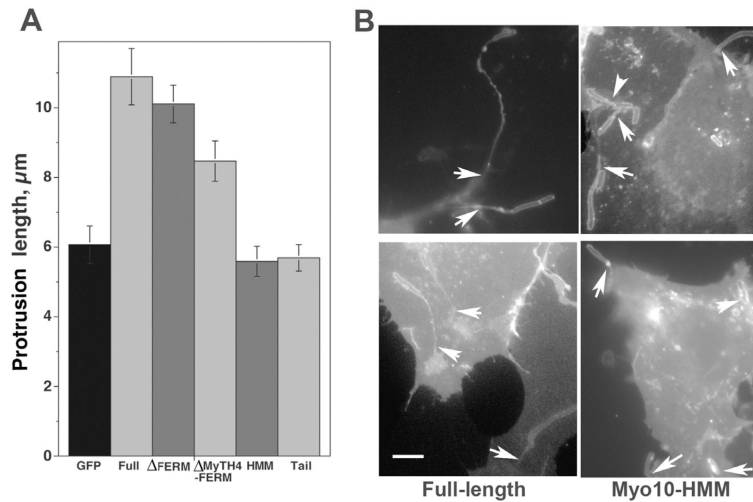 A
Protrusion length, µm
10
8
6
4
2
0
GFP Full ΔFERM ΔMyTH4 HMM Tail
-FERM
B
Full-length Myo10-HMM